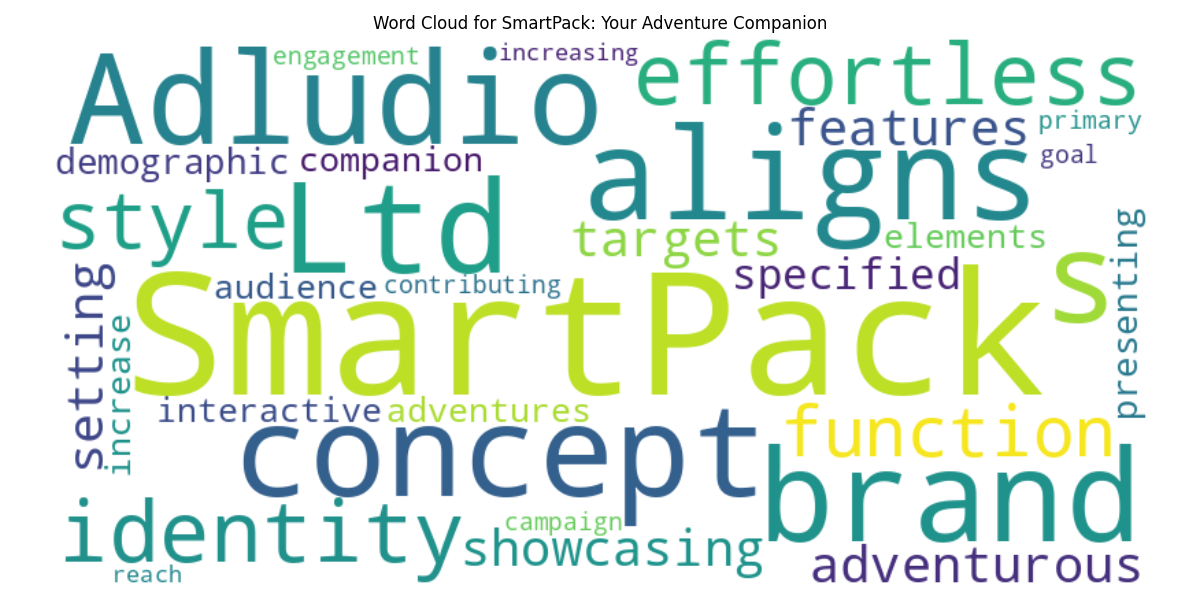 Word Cloud for SmartPack: Your Adventure Companion
engagement
increasing
Adludio
effortless
features
primary
demographic
companion
aligns
goal
style
Ltd
targets
elements
presenting
audience
contributing
specified
S
setting
SmartPack
increase
interactive
adventures
function
concept
brand
identity
campaign
showcasing
adventurous
reach